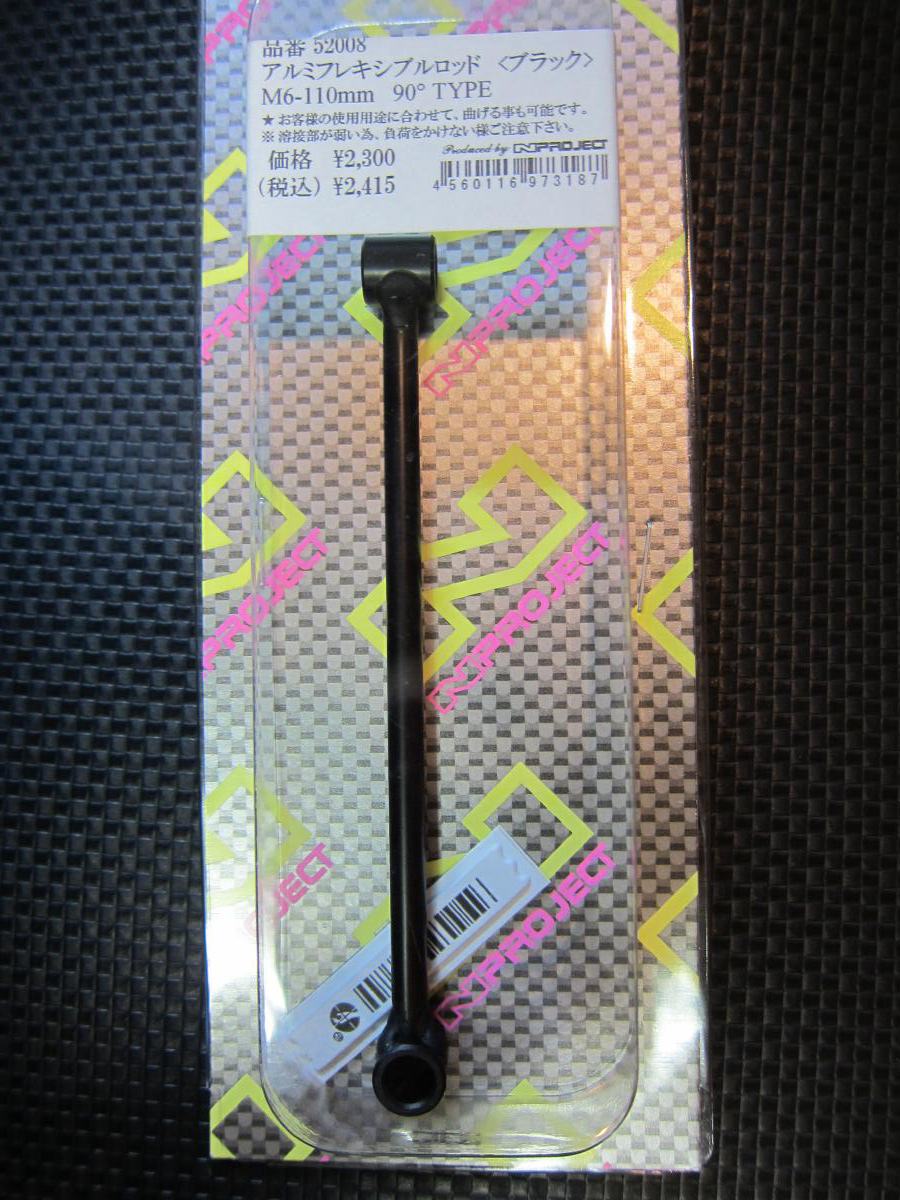 品番 52008
アルミフレキシブルロッド 〈ブラック〉
M6-110mm 90° TYPE
★お客様の使用用途に合わせて、曲げる事も可能です。
※溶接部が弱い為、負荷をかけない様ご注意下さい。
価格 ¥2,300
Produced by NPROJECT
(税込) ¥2,415
4 560116 973187
PROJECT
NPROJECT
PROJECT
NPROJECT
JECT
NPROJECT